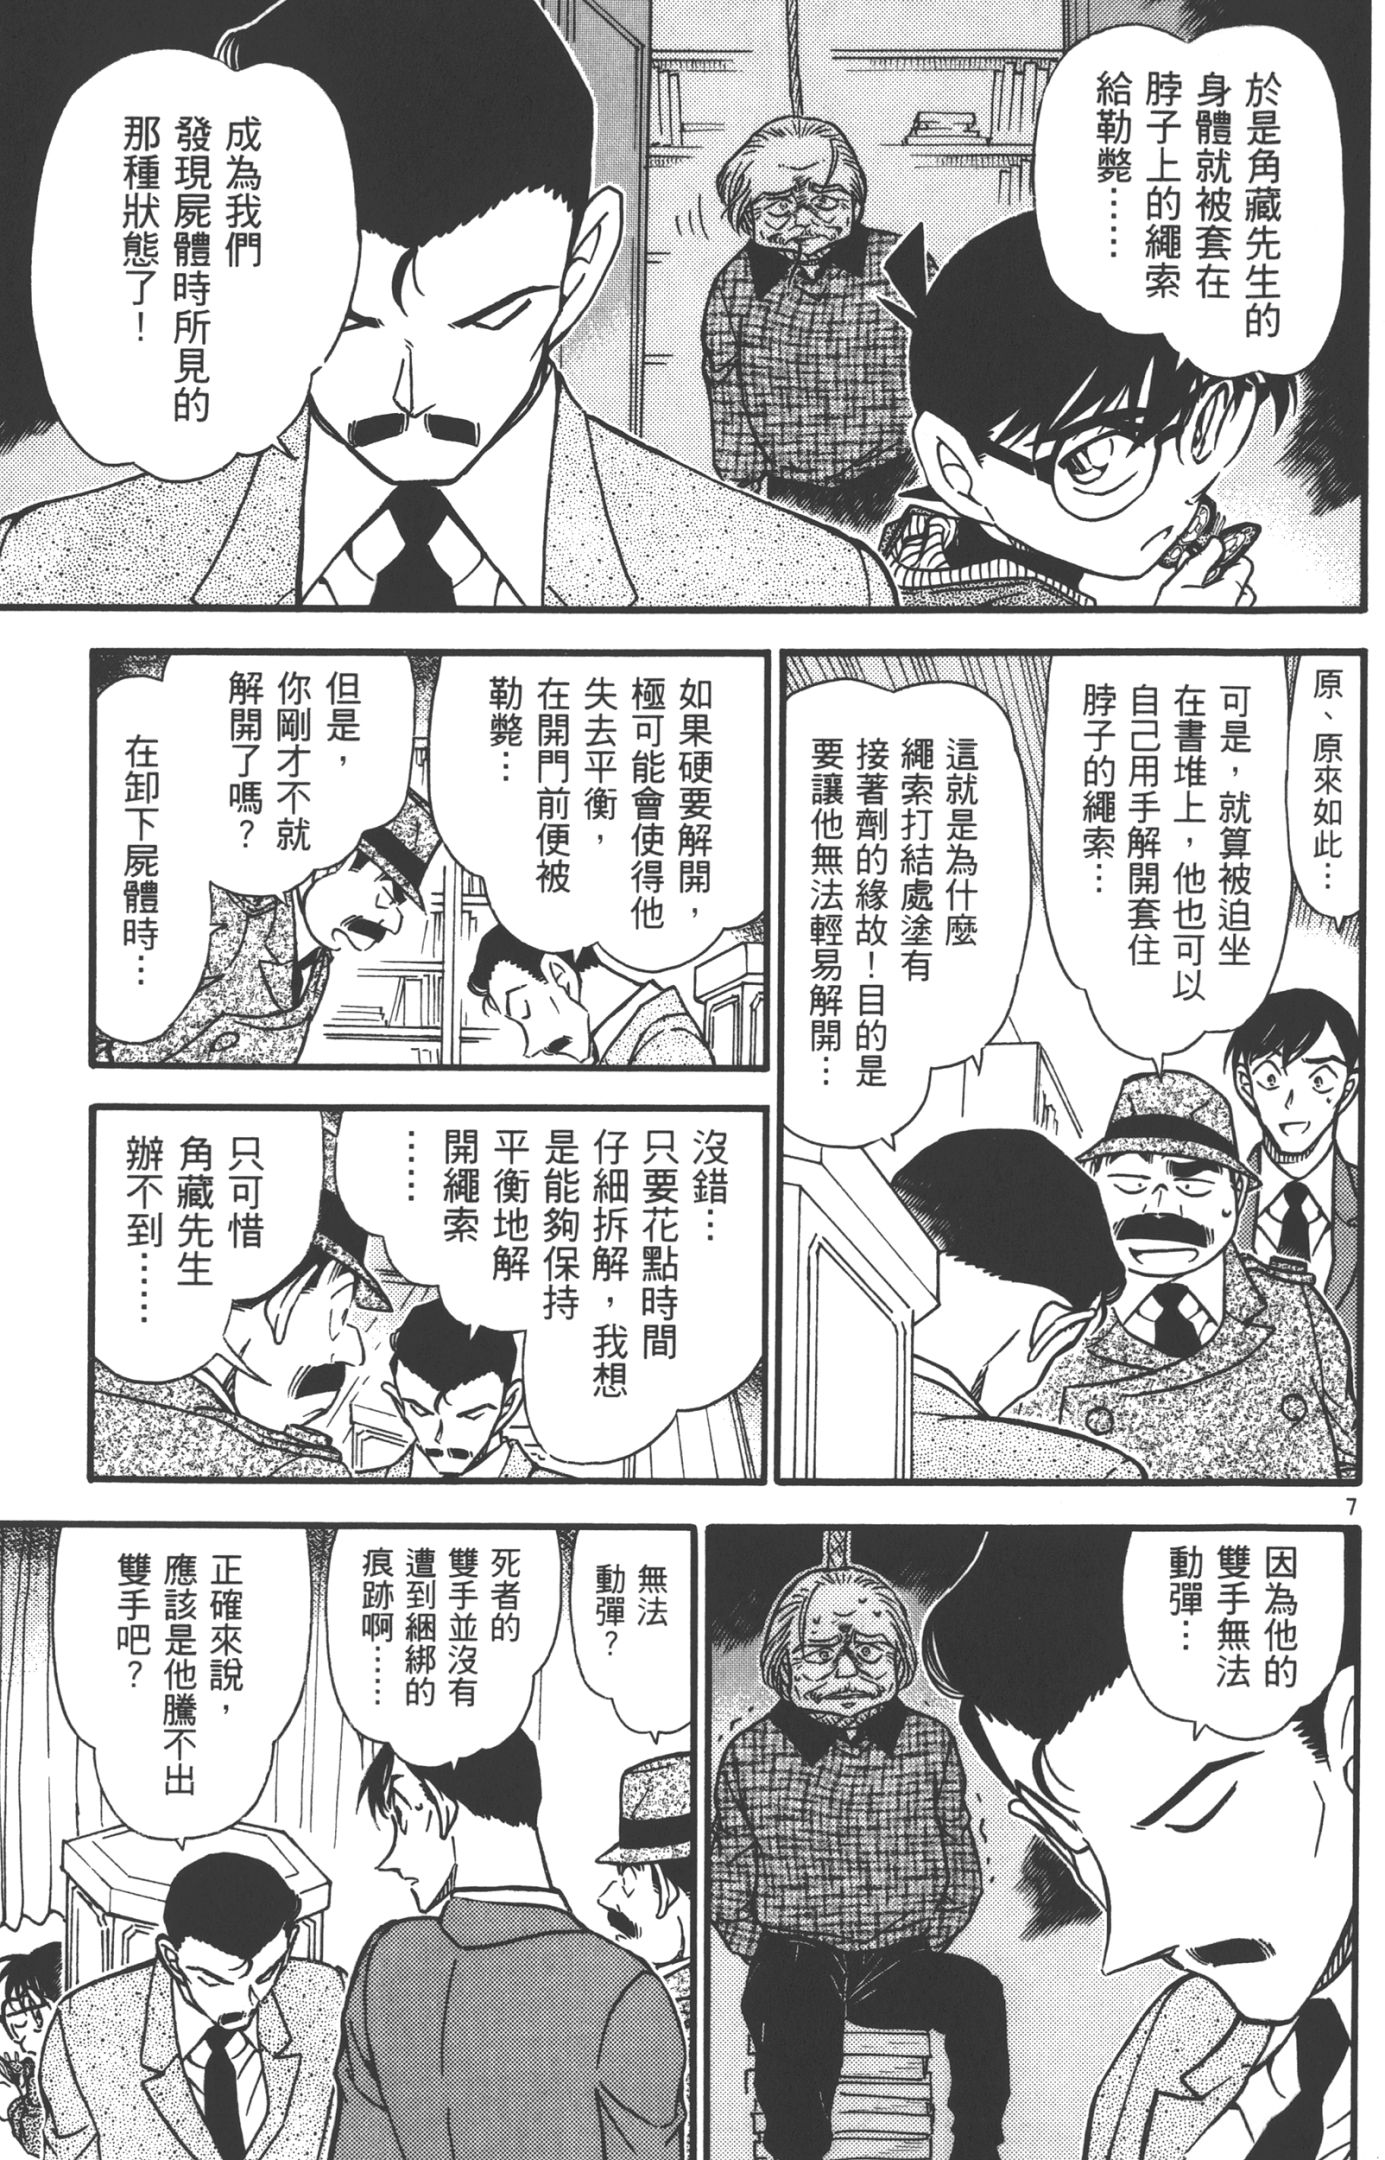 於是角藏先生的
身體就被套在
脖子上的繩索
給勒斃……
成為我們
發現屍體時所見的
那種狀態了！
原、原來如此…
可是，就算被迫坐
在書堆上，他也可以
自己用手解開套住
脖子的繩索…
這就是為什麼
繩索打結處塗有
接著劑的緣故！目的是
要讓他無法輕易解開…
如果硬要解開，
極可能會使得他
失去平衡，
在開門前便被
勒斃…
但是，
你剛才不就
解開了嗎？
在卸下屍體時…
沒錯…
只要花點時間
仔細拆解，我想
是能夠保持
平衡地解
開繩索
……
只可惜
角藏先生
辦不到……
7
因為他的
雙手無法
動彈…
無法
動彈？
死者的
雙手並沒有
遭到綑綁的
痕跡啊……
正確來說，
應該是他騰不出
雙手吧？